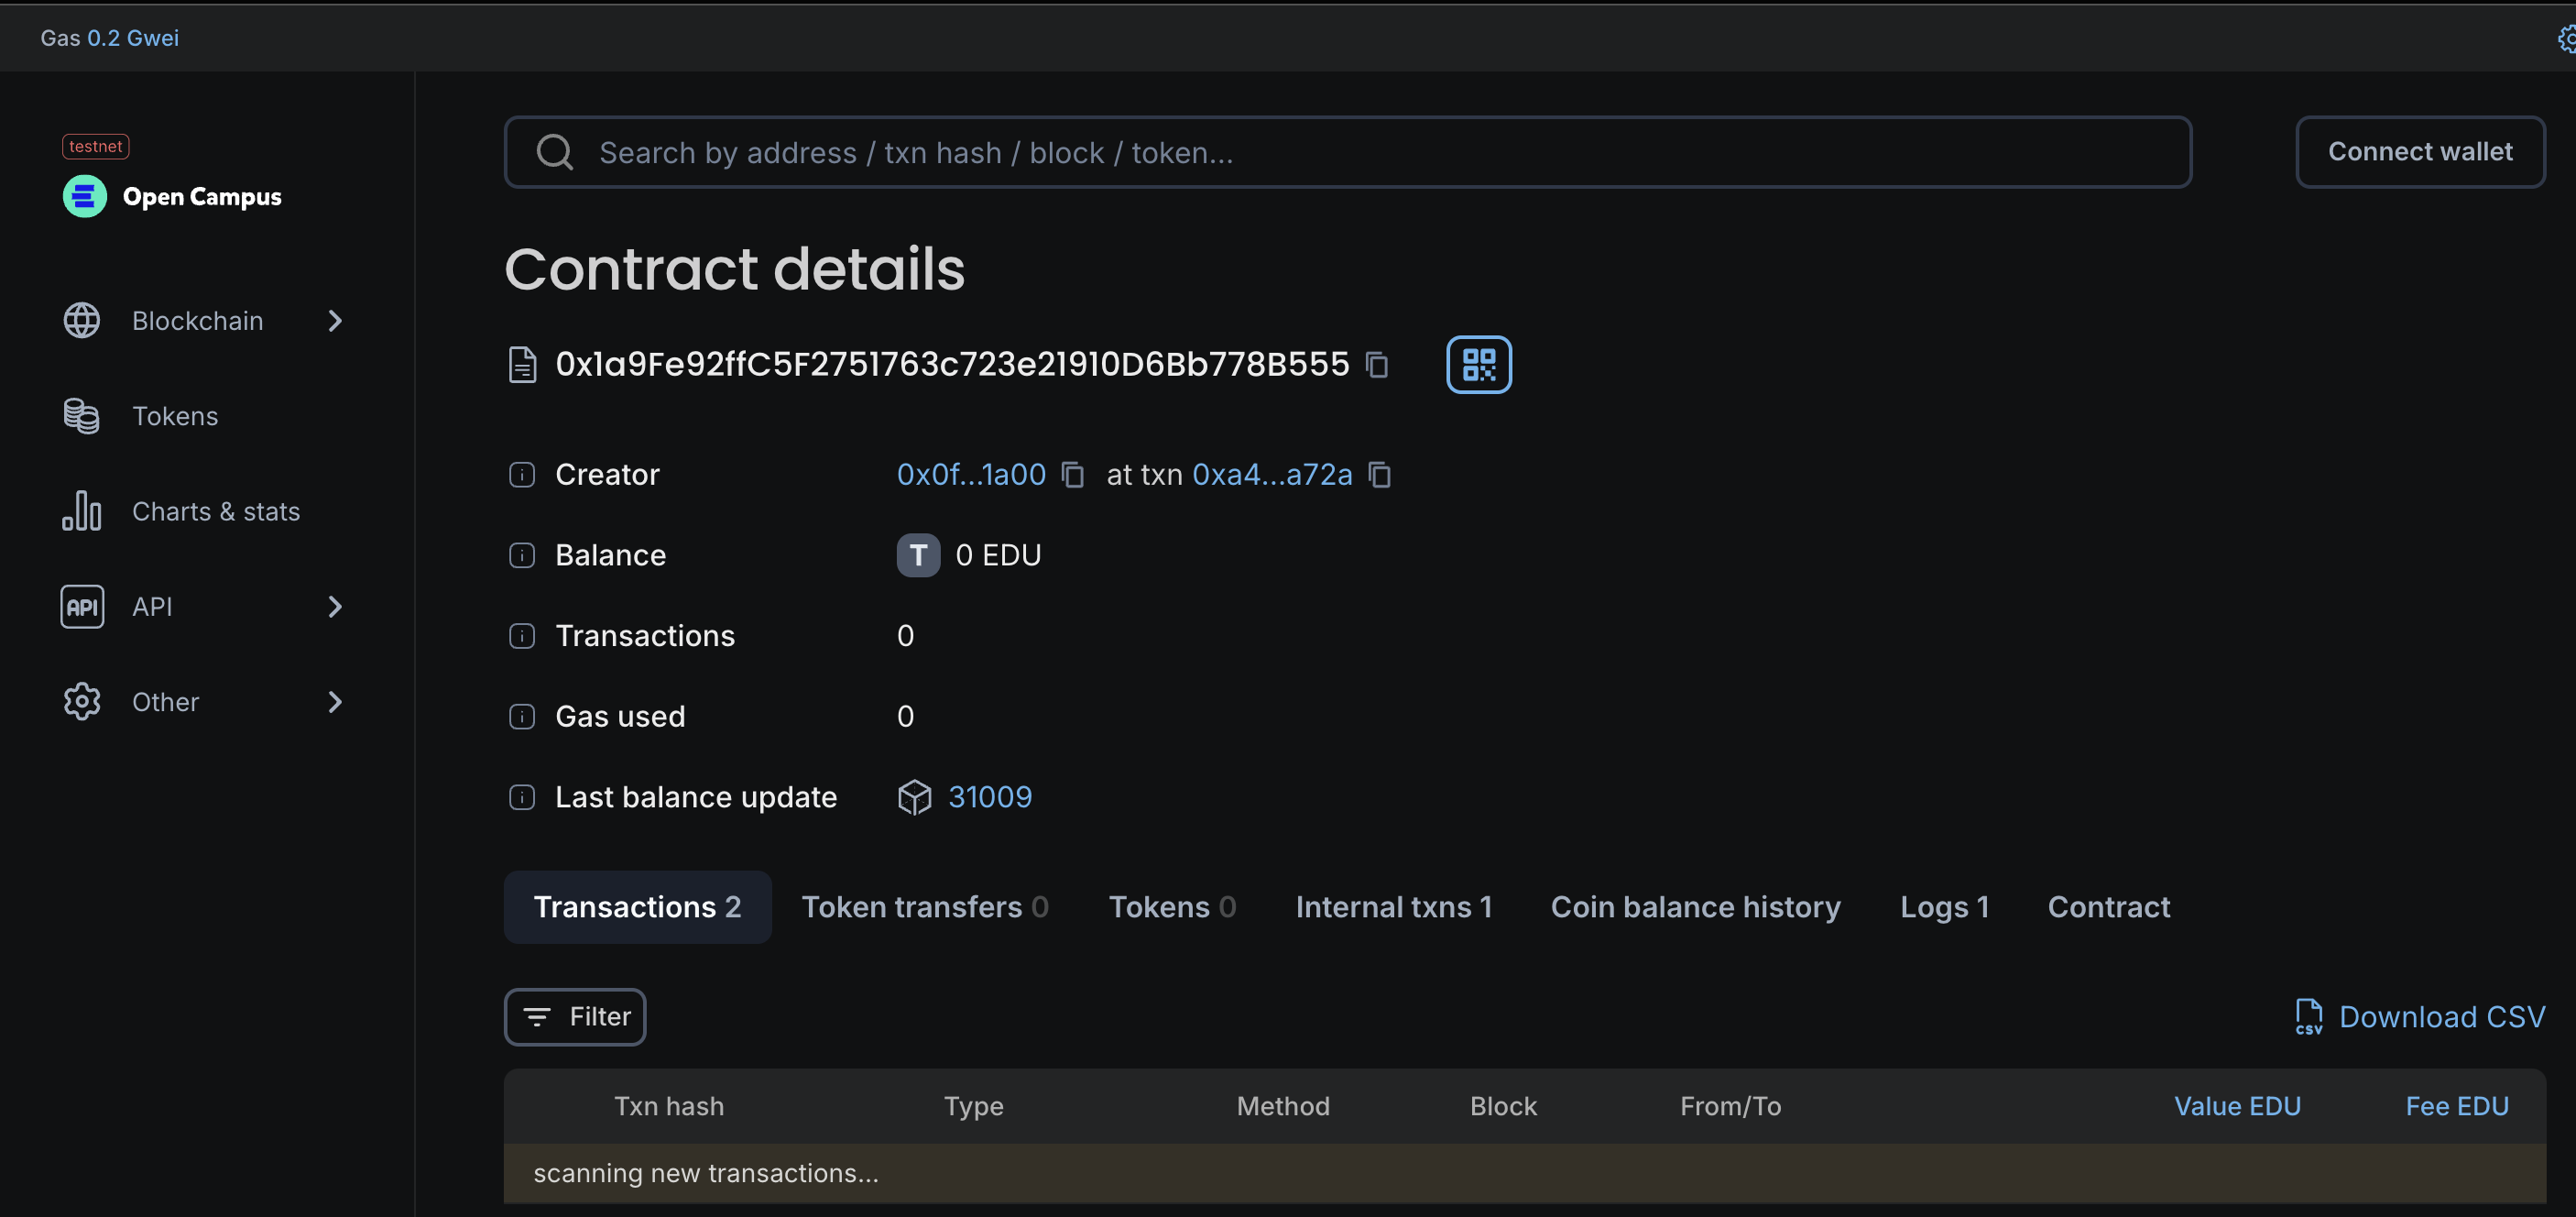 Gas 0.2 Gwei
testnet
Open Campus
Blockchain
Tokens
Charts & stats
API API
Other
Search by address / txn hash / block / token...
Connect wallet
Contract details
0x1a9Fe92ffC5F2751763c723e21910D6Bb778B555
Creator 0x0f...1a00 at txn 0xa4...a72a
Balance T 0 EDU
Transactions 0
Gas used 0
Last balance update 31009
Transactions 2 Token transfers 0 Tokens 0 Internal txns 1 Coin balance history Logs 1 Contract
Filter
CSV Download CSV
Txn hash Type Method Block From/To Value EDU Fee EDU
scanning new transactions...